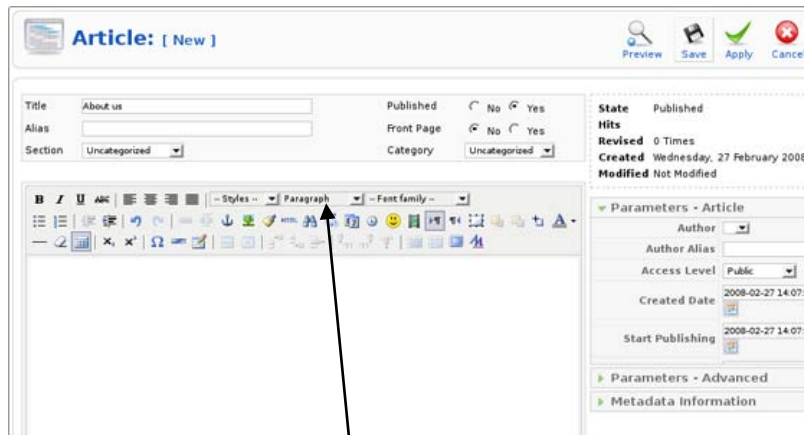 Article: [ New ]
Preview Save Apply Cancel
Title About us Published No Yes
Alias Front Page No Yes
Section Uncategorized Category Uncategorized
State Published
Hits
Revised 0 Times
Created Wednesday, 27 February 2008
Modified Not Modified
B I U ABC -- Styles -- Paragraph -- Font family --
Parameters - Article
Author
Author Alias
Access Level Public
Created Date 2008-02-27 14:07:
Start Publishing 2008-02-27 14:07:
Parameters - Advanced
Metadata Information